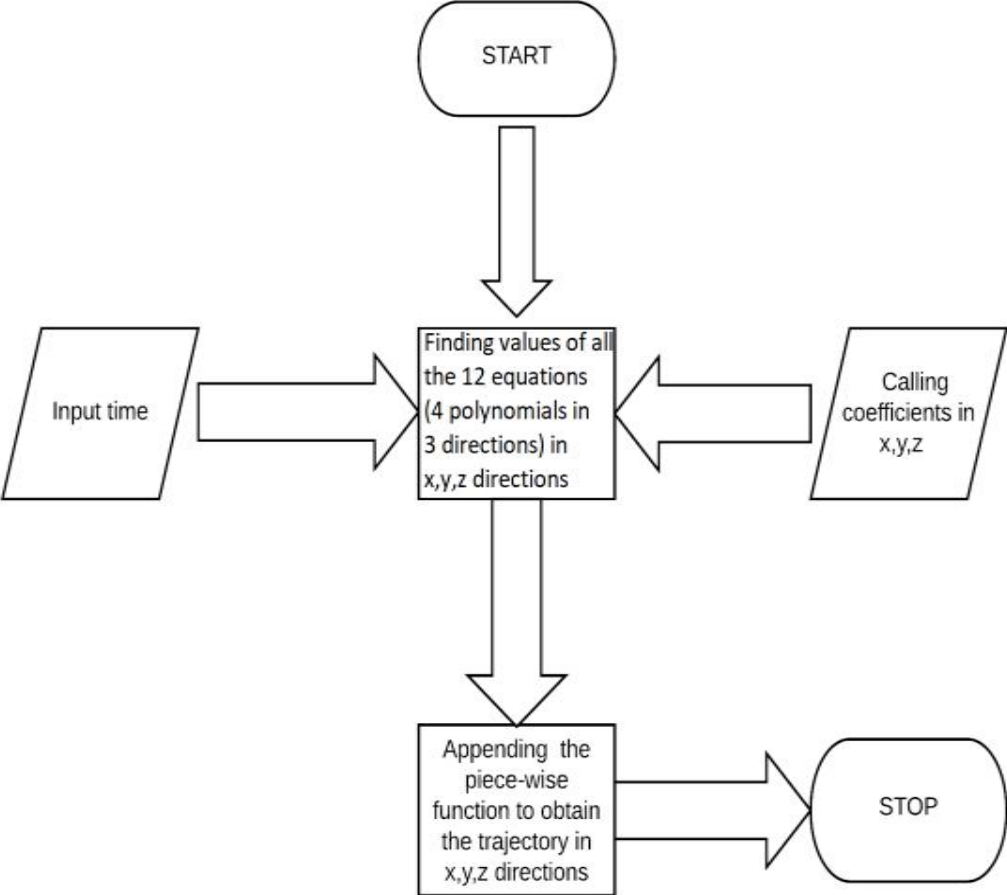 START
Input time
Finding values of all
the 12 equations
(4 polynomials in
3 directions) in
x,y,z directions
Calling
coefficients in
x,y,z
Appending the
piece-wise
function to obtain
the trajectory in
x,y,z directions
STOP